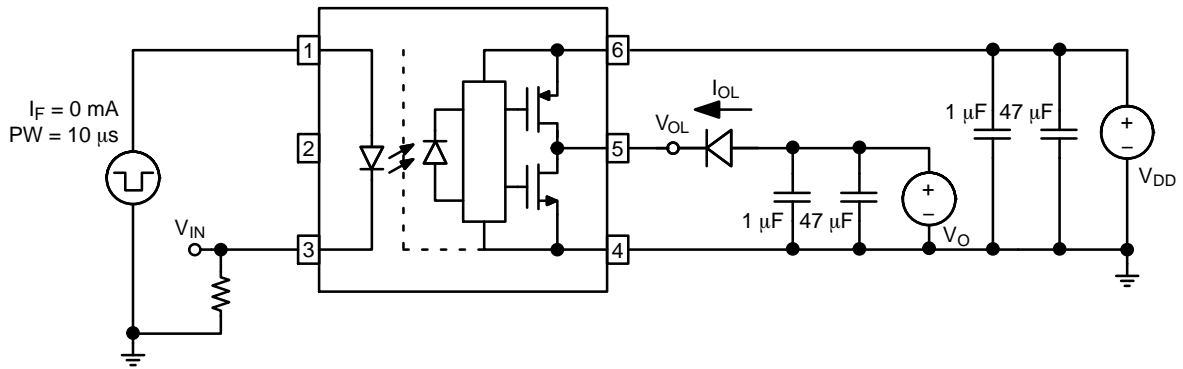 1
6
I_F = 0 mA
PW = 10 μs
2
V_OL
I_OL
5
1 μF 47 μF
+
−
V_DD
1 μF 47 μF
+
−
V_O
V_IN
3
4